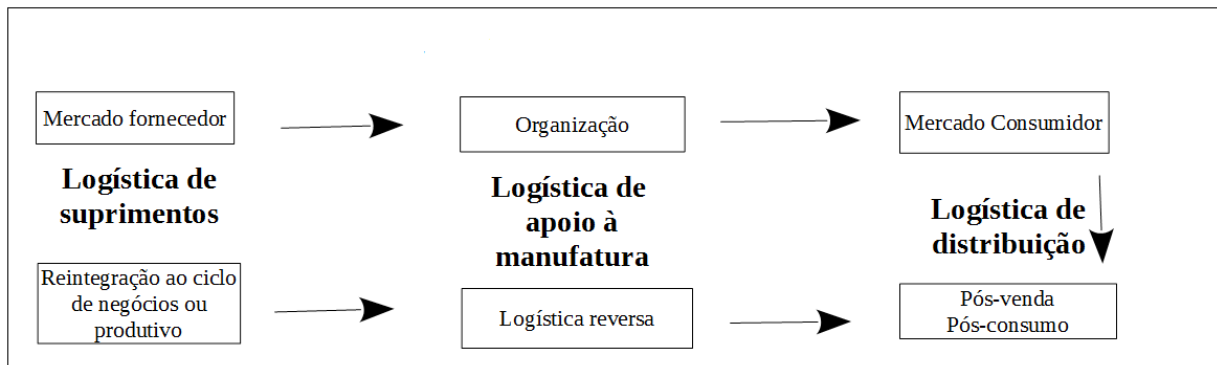 Mercado fornecedor
Organização
Mercado Consumidor
Logística de
suprimentos
Logística de
apoio à
manufatura
Logística de
distribuição
Reintegração ao ciclo
de negócios ou
produtivo
Logística reversa
Pós-venda
Pós-consumo